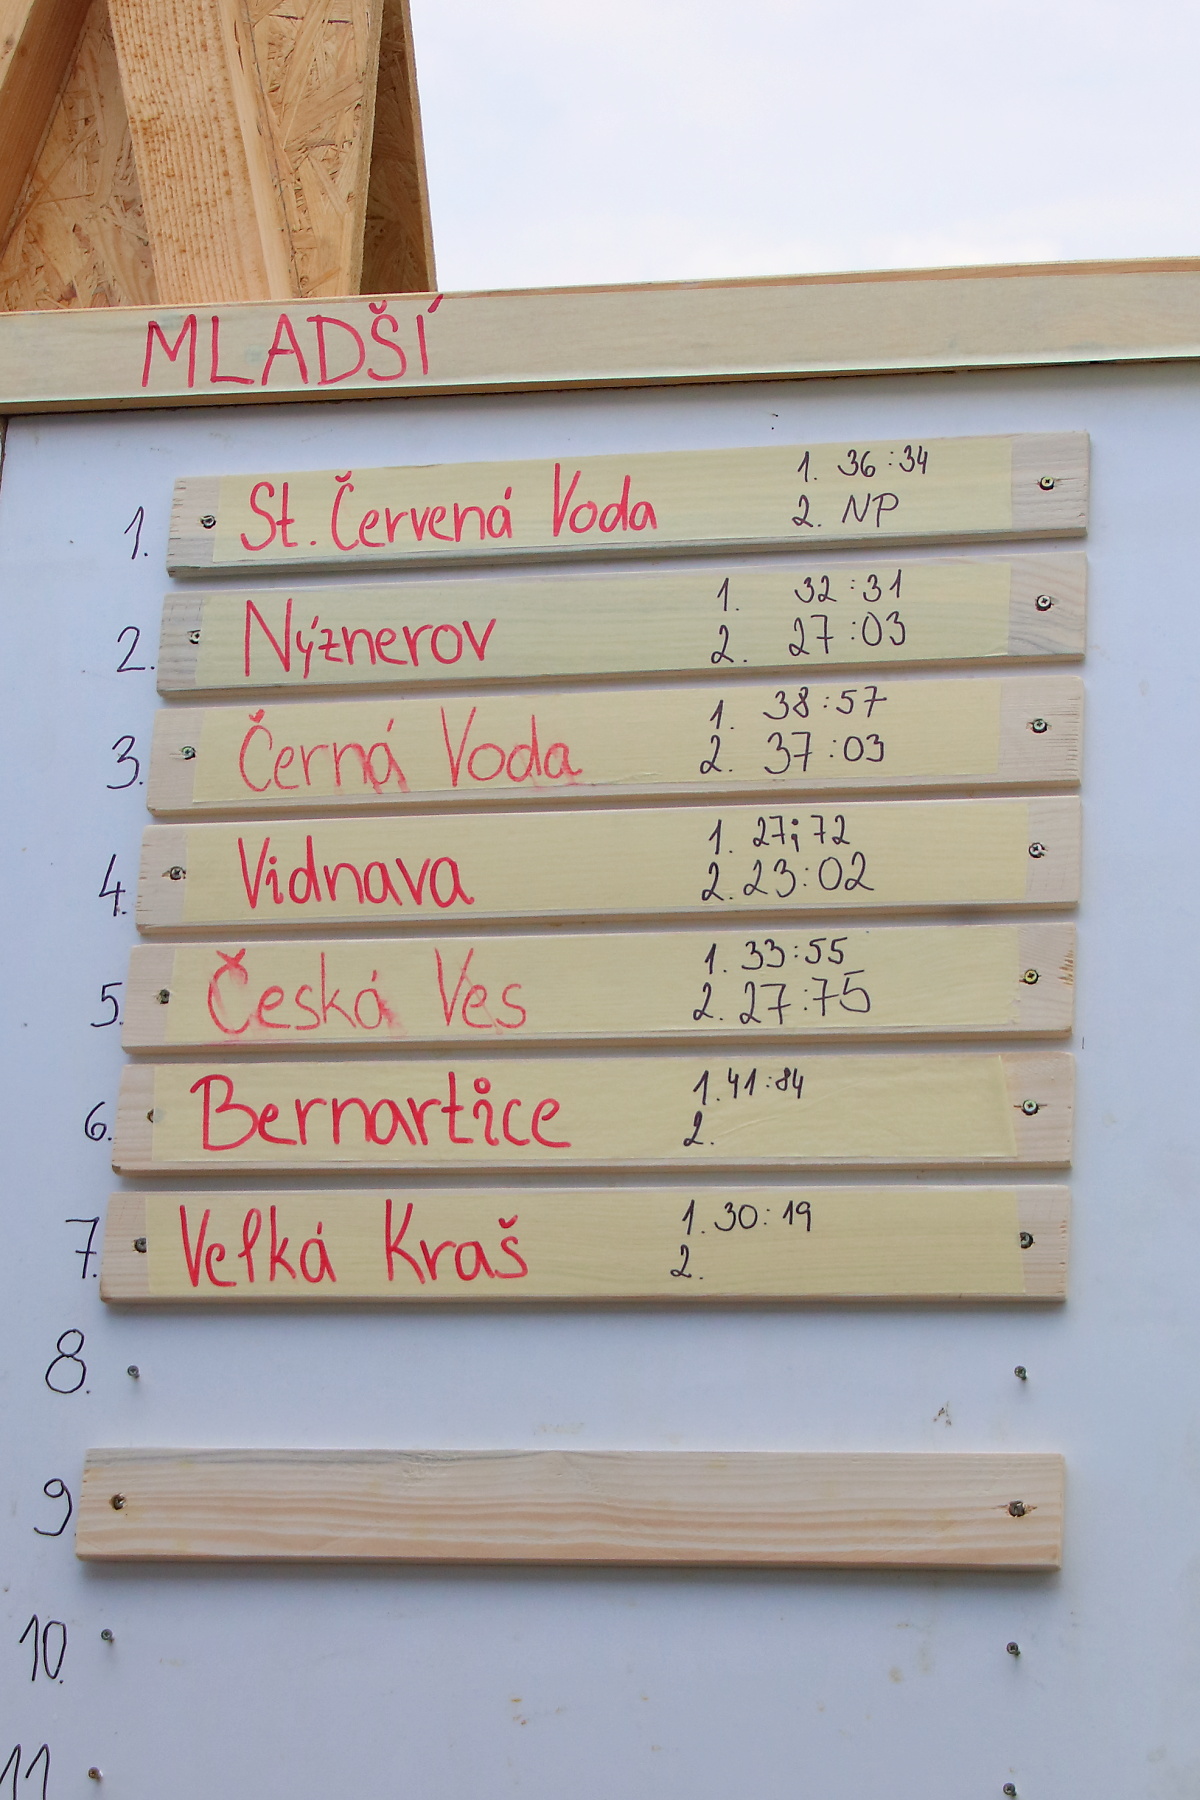 MLADŠÍ
1. St. Červená Voda 1. 36:34
2. NP
2. Nýznerov 1. 32:31
2. 27:03
3. Černá Voda 1. 38:57
2. 37:03
4. Vidnava 1. 27;72
2. 23:02
5. Česká Ves 1. 33:55
2. 27:75
6. Bernartice 1. 41:84
2.
7. Velká Kraš 1. 30:19
2.
8.
9
10.
11